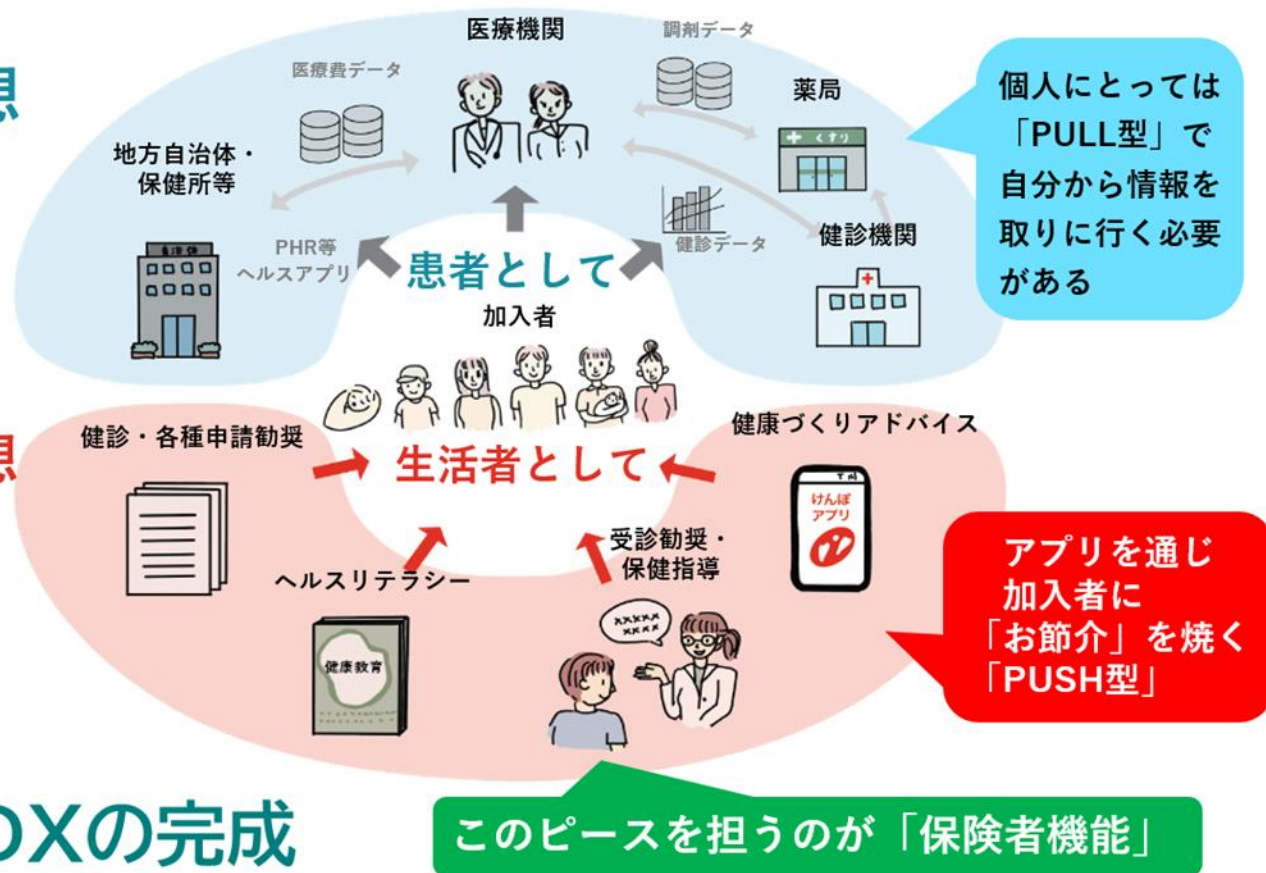 想
医療機関
調剤データ
医療費データ
薬局
くすり
地方自治体・
保健所等
PHR等
ヘルスアプリ
健診データ
健診機関
患者として
加入者
個人にとっては
「PULL型」で
自分から情報を
取りに行く必要
がある
想
健診・各種申請勧奨
生活者として
健康づくりアドバイス
けんぽ
アプリ
ヘルスリテラシー
健康教育
受診勧奨・
保健指導
xxxxx
xxxx
アプリを通じ
加入者に
「お節介」を焼く
「PUSH型」
DXの完成
このピースを担うのが「保険者機能」